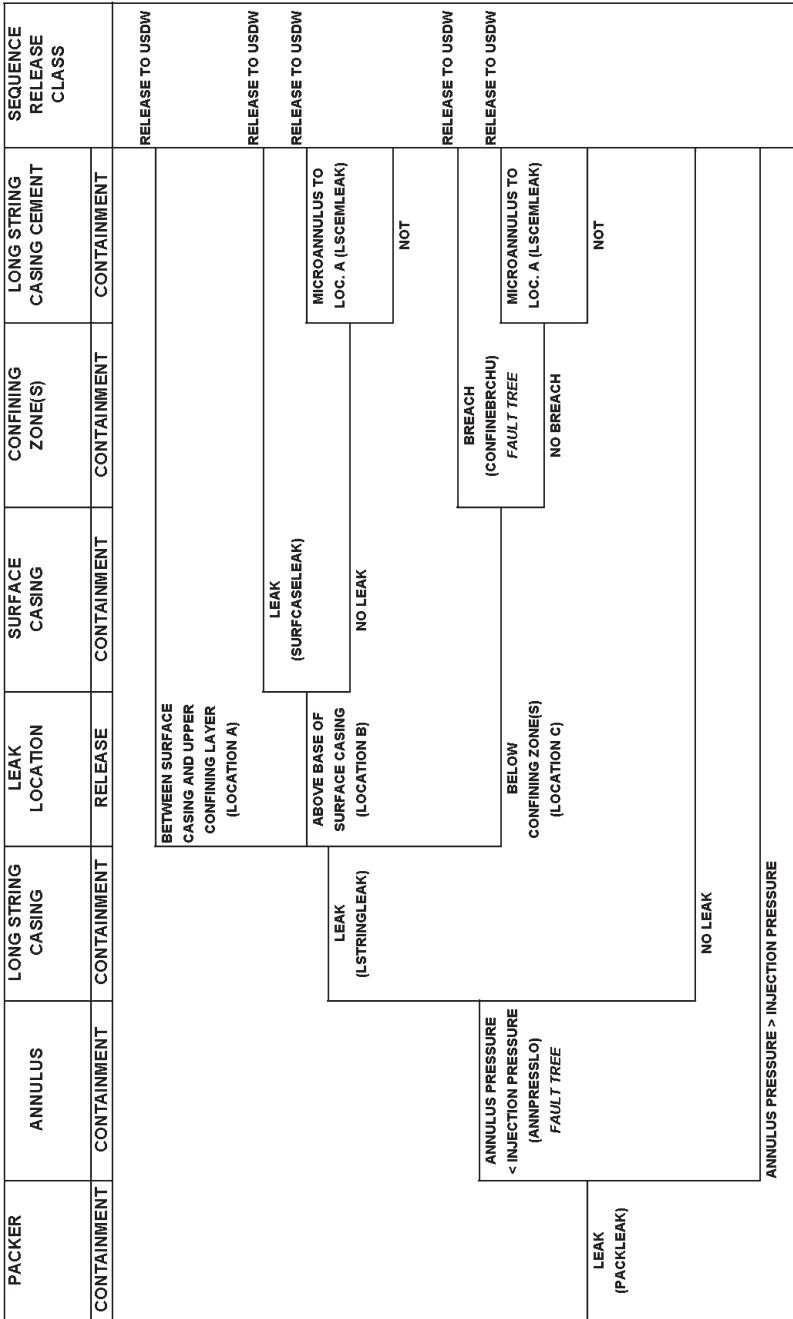 PACKER
ANNULUS
LONG STRING
CASING
LEAK
LOCATION
SURFACE
CASING
CONFINING
ZONE(S)
LONG STRING
CASING CEMENT
SEQUENCE
RELEASE
CLASS
CONTAINMENT
CONTAINMENT
CONTAINMENT
RELEASE
CONTAINMENT
CONTAINMENT
CONTAINMENT
RELEASE TO USDW
BETWEEN SURFACE
CASING AND UPPER
CONFINING LAYER
(LOCATION A)
RELEASE TO USDW
LEAK
(SURFCASELEAK)
RELEASE TO USDW
ABOVE BASE OF
SURFACE CASING
(LOCATION B)
MICROANNULUS TO
LOC. A (LSCEMLEAK)
NO LEAK
NOT
LEAK
(LSTRINGLEAK)
RELEASE TO USDW
BREACH
(CONFINEBRCHU)
FAULT TREE
RELEASE TO USDW
BELOW
CONFINING ZONE(S)
(LOCATION C)
MICROANNULUS TO
LOC. A (LSCEMLEAK)
NO BREACH
NOT
ANNULUS PRESSURE
< INJECTION PRESSURE
(ANNPRESSLO)
FAULT TREE
LEAK
(PACKLEAK)
NO LEAK
ANNULUS PRESSURE > INJECTION PRESSURE